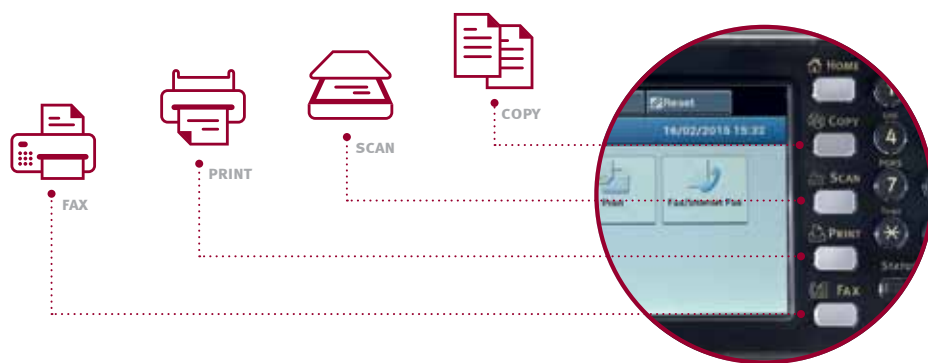 COPY
SCAN
PRINT
FAX
HOME
Reset
COPY
16/02/2015 15:32
4
SCAN
7
Print
Fax/Internet Fax
PRINT
*
FAX